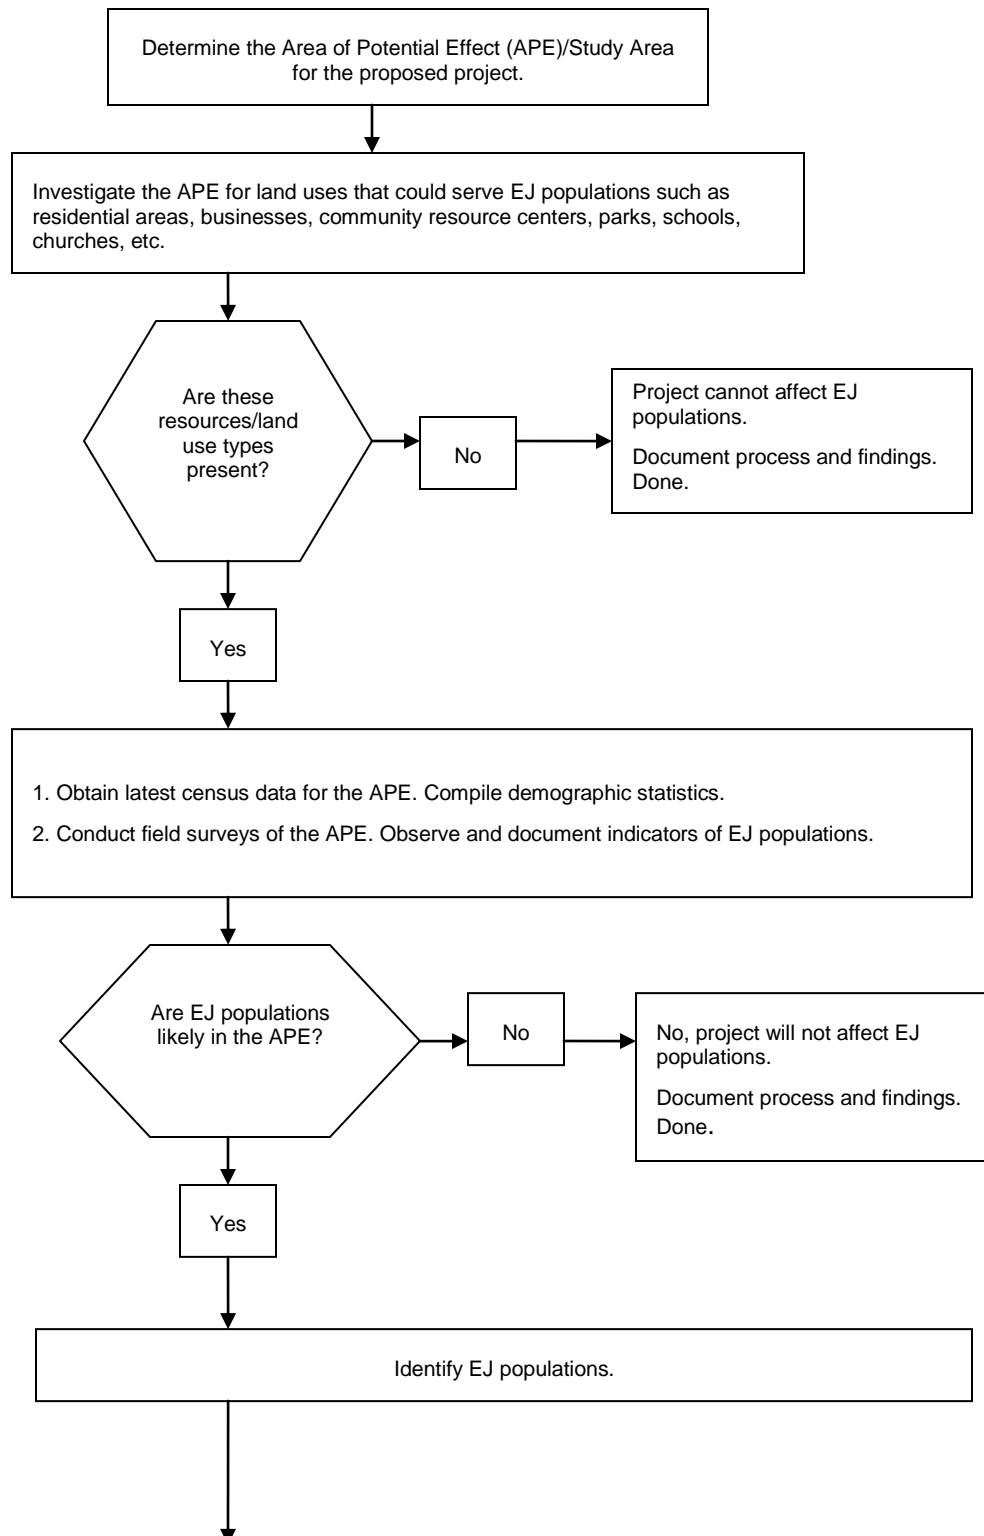 Determine the Area of Potential Effect (APE)/Study Area
for the proposed project.
Investigate the APE for land uses that could serve EJ populations such as
residential areas, businesses, community resource centers, parks, schools,
churches, etc.
Are these
resources/land
use types
present?
No
Project cannot affect EJ
populations.
Document process and findings.
Done.
Yes
1. Obtain latest census data for the APE. Compile demographic statistics.
2. Conduct field surveys of the APE. Observe and document indicators of EJ populations.
Are EJ populations
likely in the APE?
No
No, project will not affect EJ
populations.
Document process and findings.
Done.
Yes
Identify EJ populations.